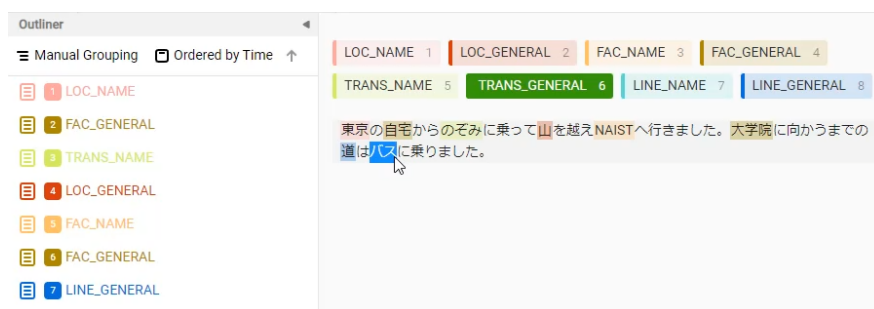 Outliner
Manual Grouping Ordered by Time
1 LOC_NAME
2 FAC_GENERAL
3 TRANS_NAME
4 LOC_GENERAL
5 FAC_NAME
6 FAC_GENERAL
7 LINE_GENERAL
LOC_NAME 1 LOC_GENERAL 2 FAC_NAME 3 FAC_GENERAL 4
TRANS_NAME 5 TRANS_GENERAL 6 LINE_NAME 7 LINE_GENERAL 8
東京の自宅からのぞみに乗って山を越えNAISTへ行きました。大学院に向かうまでの
道はバスに乗りました。